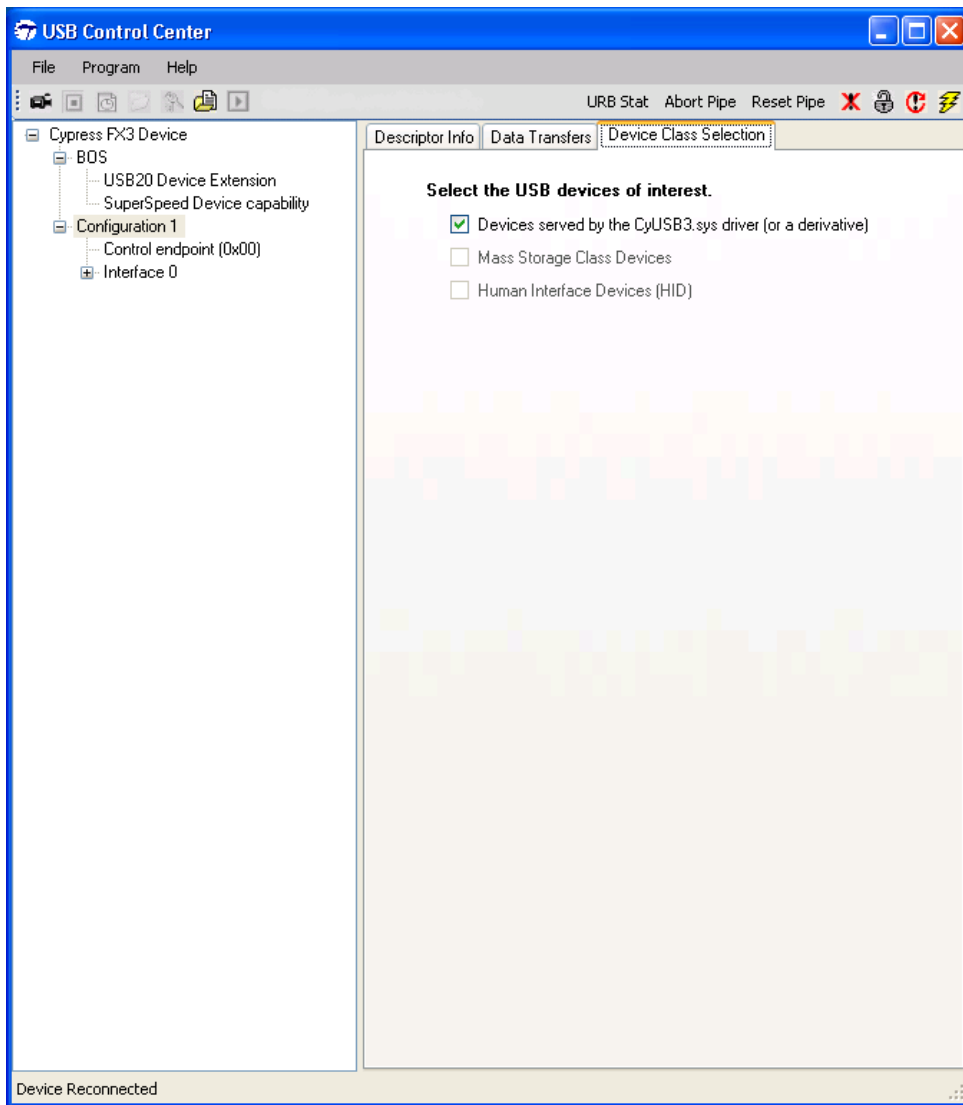 USB Control Center
File Program Help
URB Stat Abort Pipe Reset Pipe
Cypress FX3 Device
BOS
USB20 Device Extension
SuperSpeed Device capability
Configuration 1
Control endpoint (0x00)
Interface 0
Descriptor Info Data Transfers Device Class Selection
Select the USB devices of interest.
Devices served by the CyUSB3.sys driver (or a derivative)
Mass Storage Class Devices
Human Interface Devices (HID)
Device Reconnected